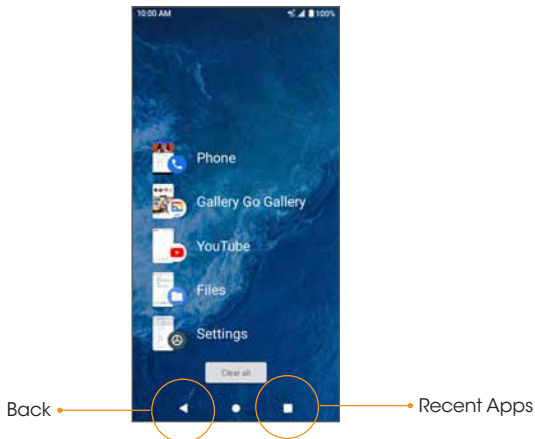 10:00 AM 100%
Phone
Gallery Go Gallery
YouTube
Files
Settings
Clear all
Back
Recent Apps